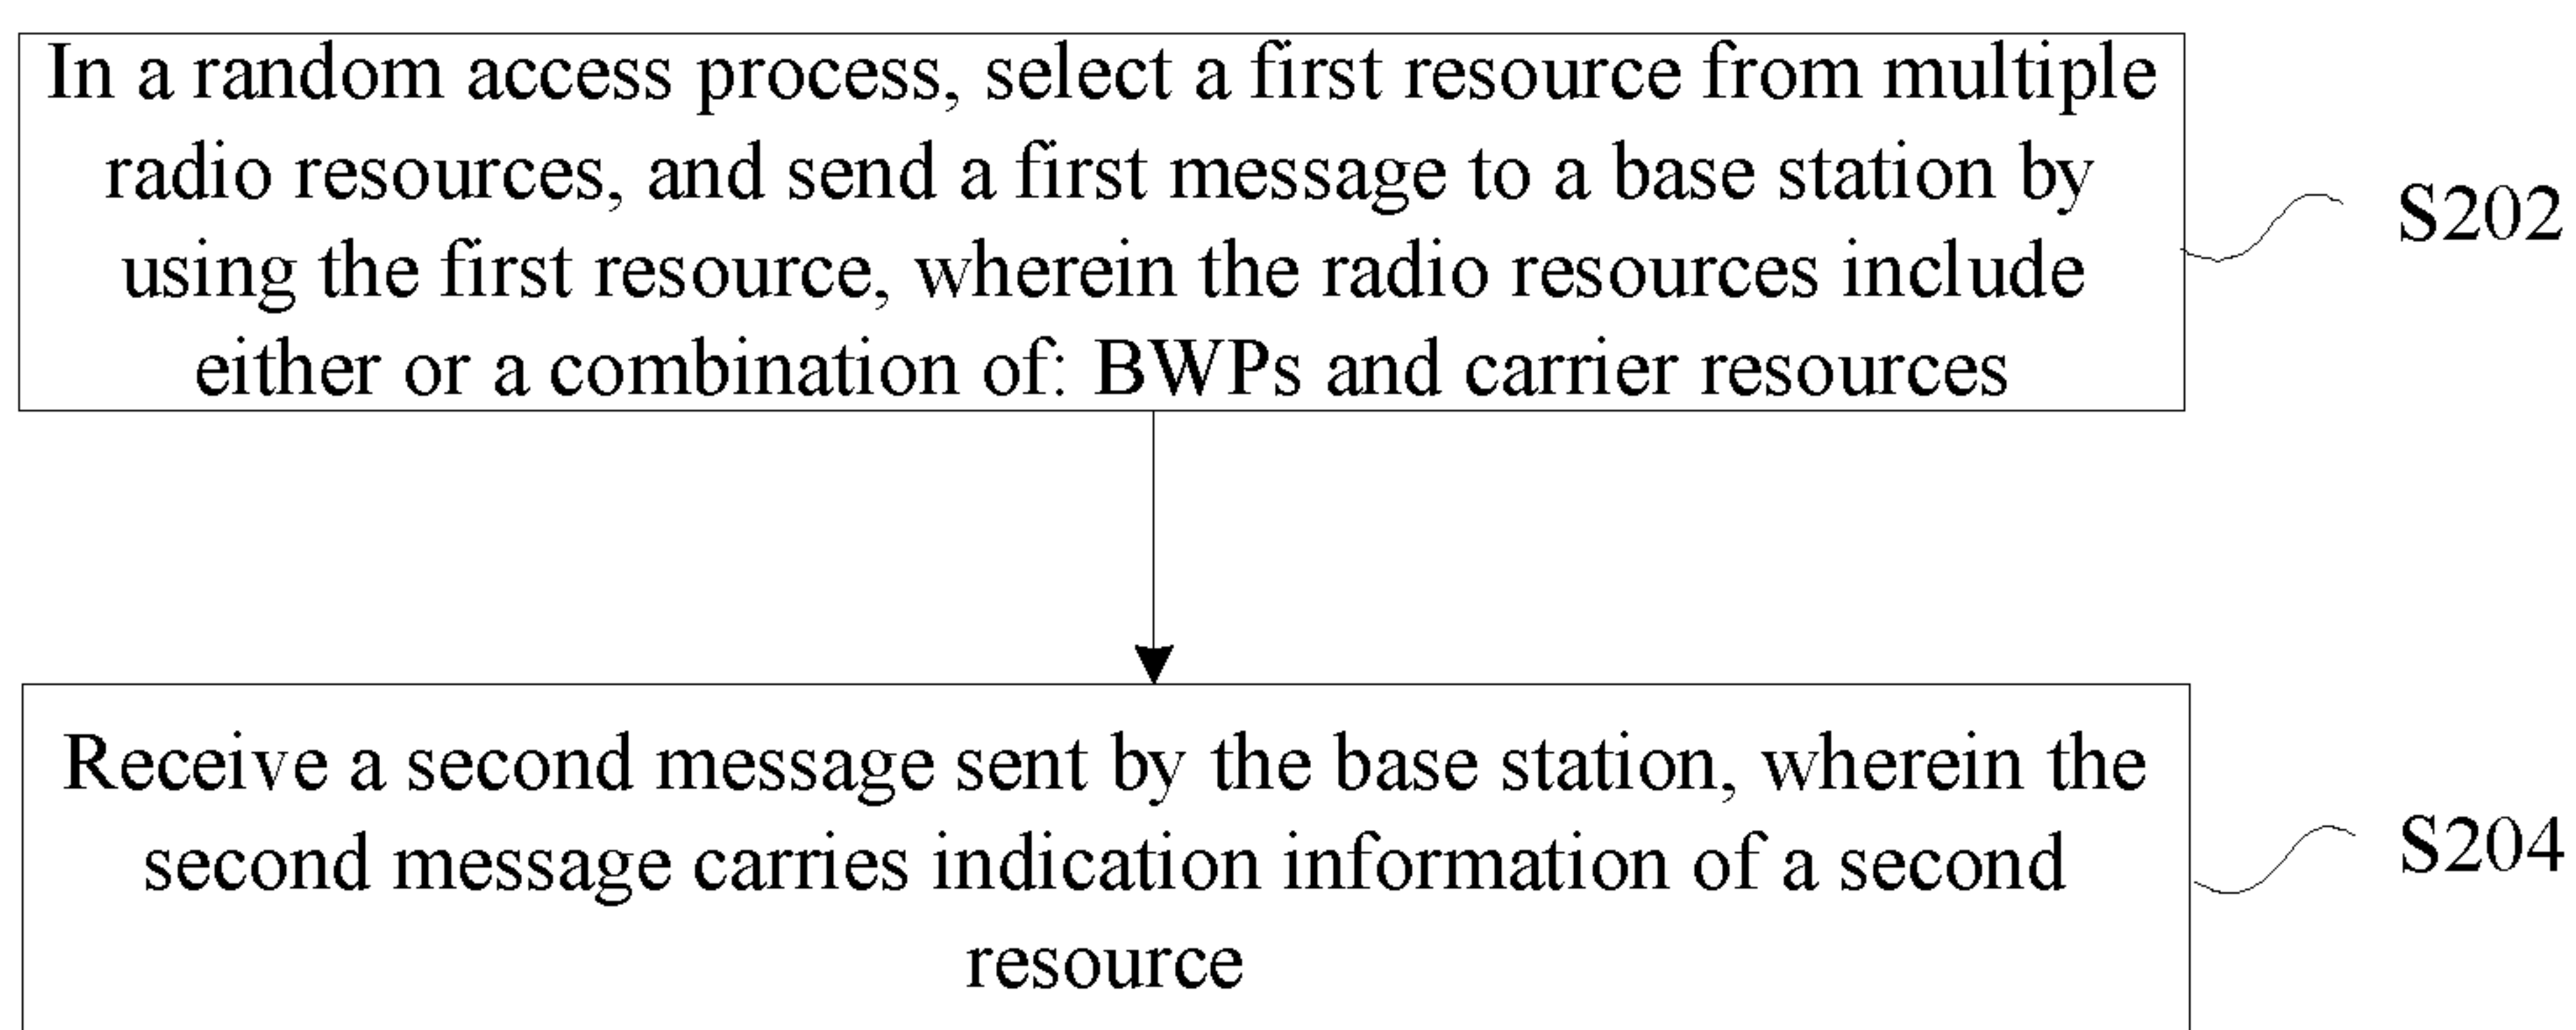 In a random access process, select a first resource from multiple
radio resources, and send a first message to a base station by
using the first resource, wherein the radio resources include
either or a combination of: BWPs and carrier resources
S202
Receive a second message sent by the base station, wherein the
second message carries indication information of a second
resource
S204